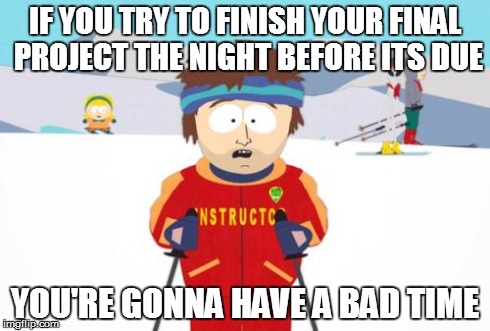 IF YOU TRY TO FINISH YOUR FINAL
PROJECT THE NIGHT BEFORE ITS DUE
INSTRUCTO
YOU'RE GONNA HAVE A BAD TIME
imgflip.com